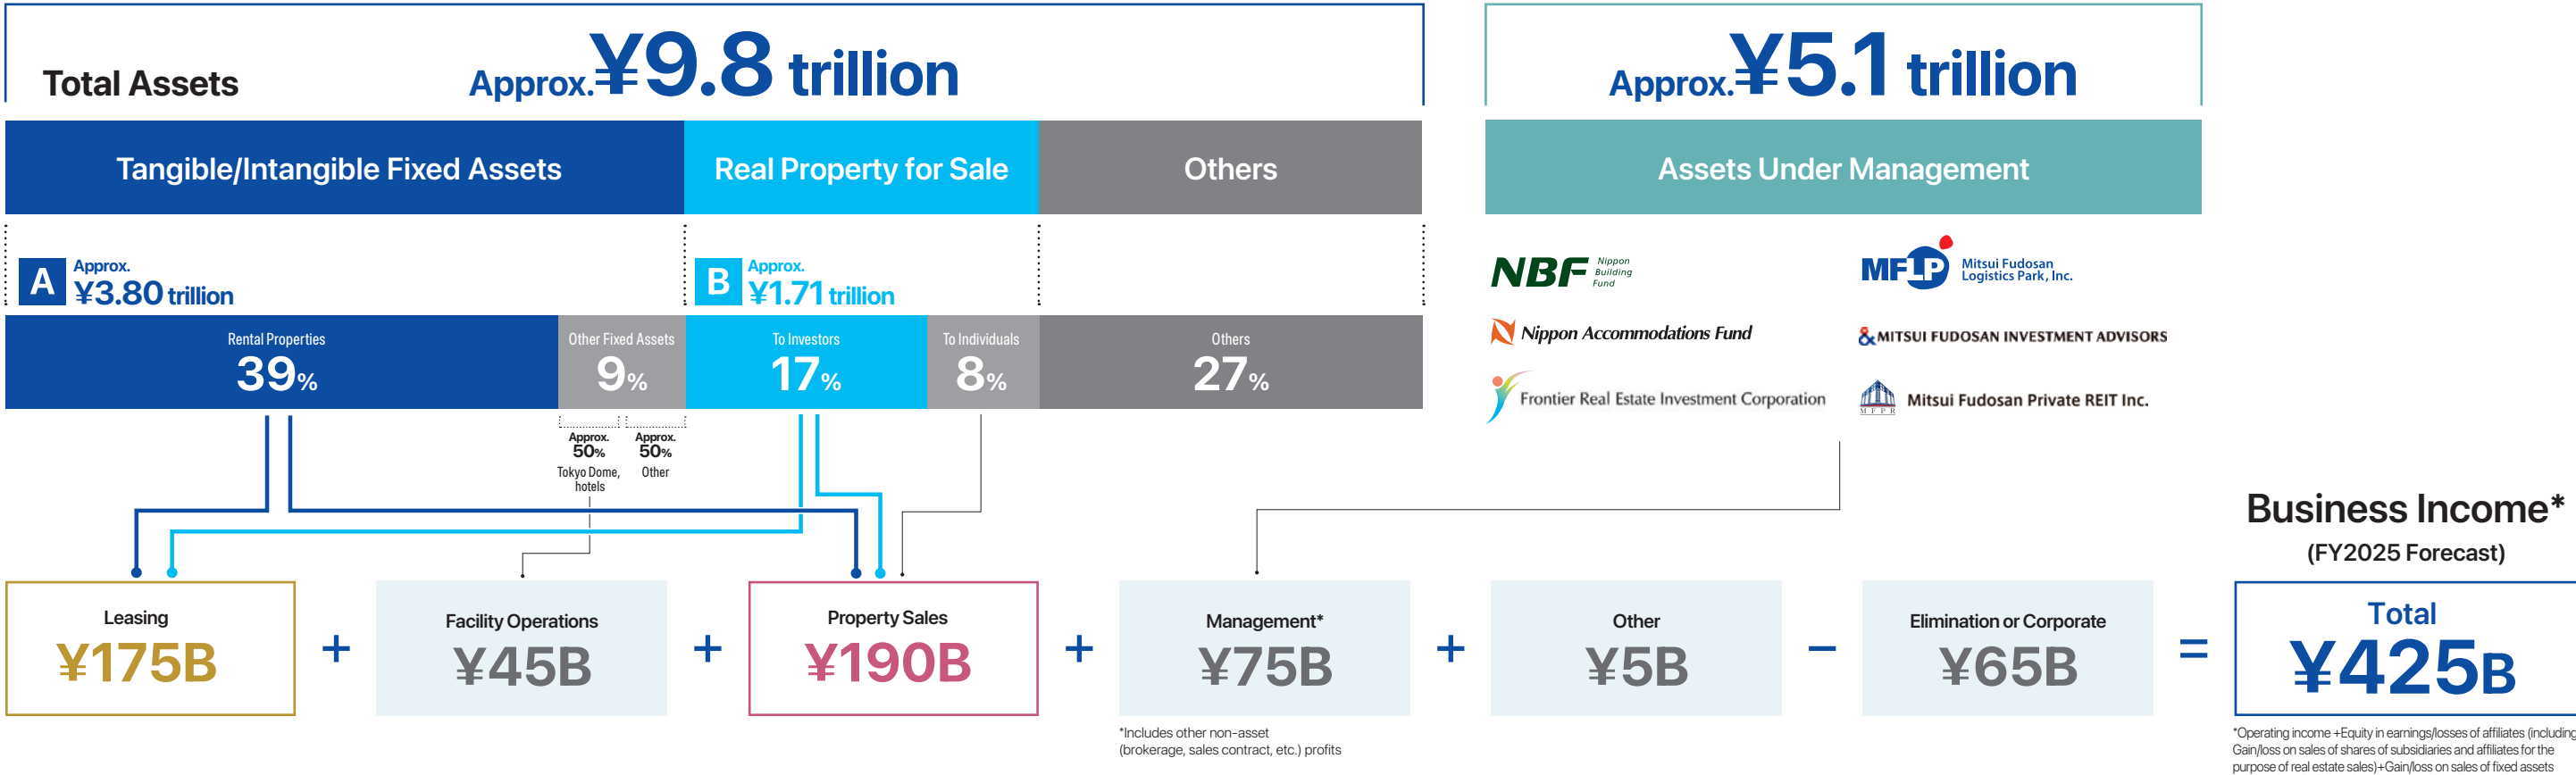 Total Assets
Approx.¥9.8 trillion
Approx.¥5.1 trillion
Tangible/Intangible Fixed Assets
Real Property for Sale
Others
Assets Under Management
A
Approx.
¥3.80 trillion
B
Approx.
¥1.71 trillion
NBF Nippon
Building
Fund
MFLP Mitsui Fudosan
Logistics Park, Inc.
Nippon Accommodations Fund
&MITSUI FUDOSAN INVESTMENT ADVISORS
Frontier Real Estate Investment Corporation
MFPR
Mitsui Fudosan Private REIT Inc.
Rental Properties
39%
Other Fixed Assets
9%
To Investors
17%
To Individuals
8%
Others
27%
Approx.
50%
Tokyo Dome,
hotels
Approx.
50%
Other
Business Income*
(FY2025 Forecast)
Leasing
¥175B
+
Facility Operations
¥45B
+
Property Sales
¥190B
+
Management*
¥75B
+
Other
¥5B
−
Elimination or Corporate
¥65B
=
Total
¥425B
*Includes other non-asset
(brokerage, sales contract, etc.) profits
*Operating income +Equity in earnings/losses of affiliates (including
Gain/loss on sales of shares of subsidiaries and affiliates for the
purpose of real estate sales)+Gain/loss on sales of fixed assets